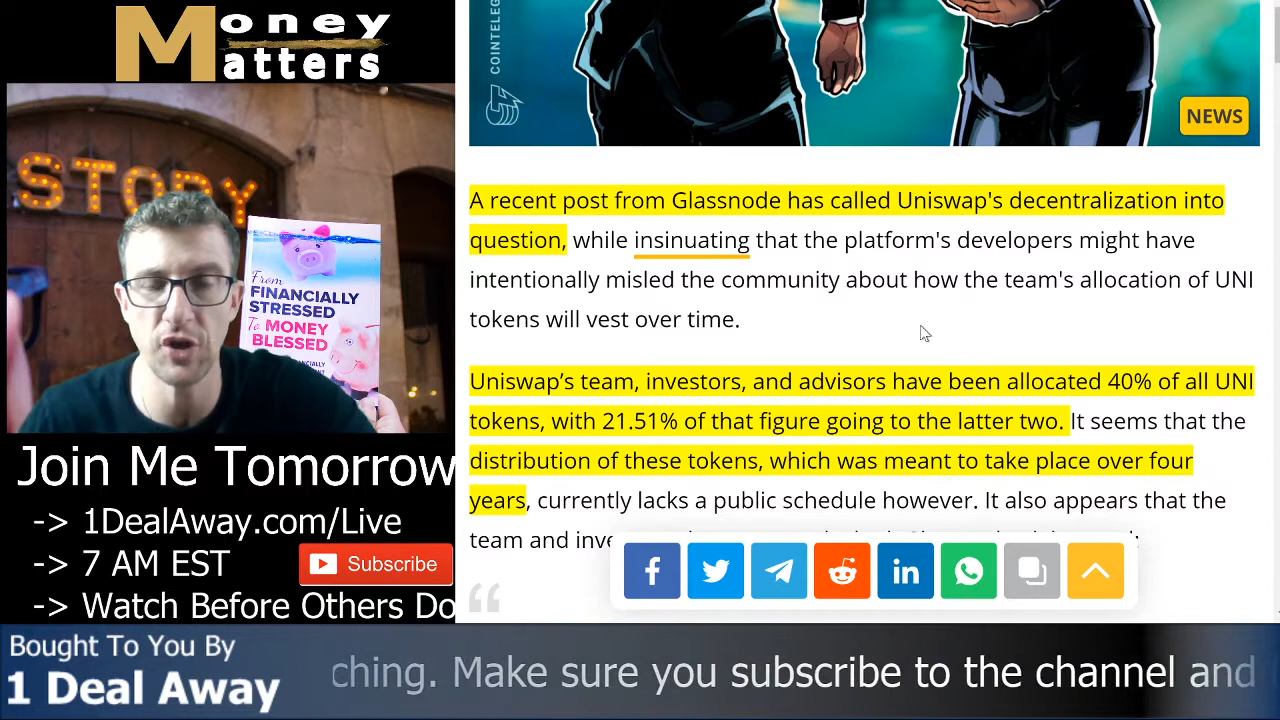 Money
Matters
STORY
From
FINANCIALLY
STRESSED
To MONEY
BLESSED
Join Me Tomorrow
-> 1DealAway.com/Live
-> 7 AM EST
Subscribe
-> Watch Before Others Do
COINTELEG
NEWS
A recent post from Glassnode has called Uniswap's decentralization into
question, while insinuating that the platform's developers might have
intentionally misled the community about how the team's allocation of UNI
tokens will vest over time.
Uniswap’s team, investors, and advisors have been allocated 40% of all UNI
tokens, with 21.51% of that figure going to the latter two. It seems that the
distribution of these tokens, which was meant to take place over four
years, currently lacks a public schedule however. It also appears that the
team and inve
Bought To You By
1 Deal Away
ching. Make sure you subscribe to the channel and